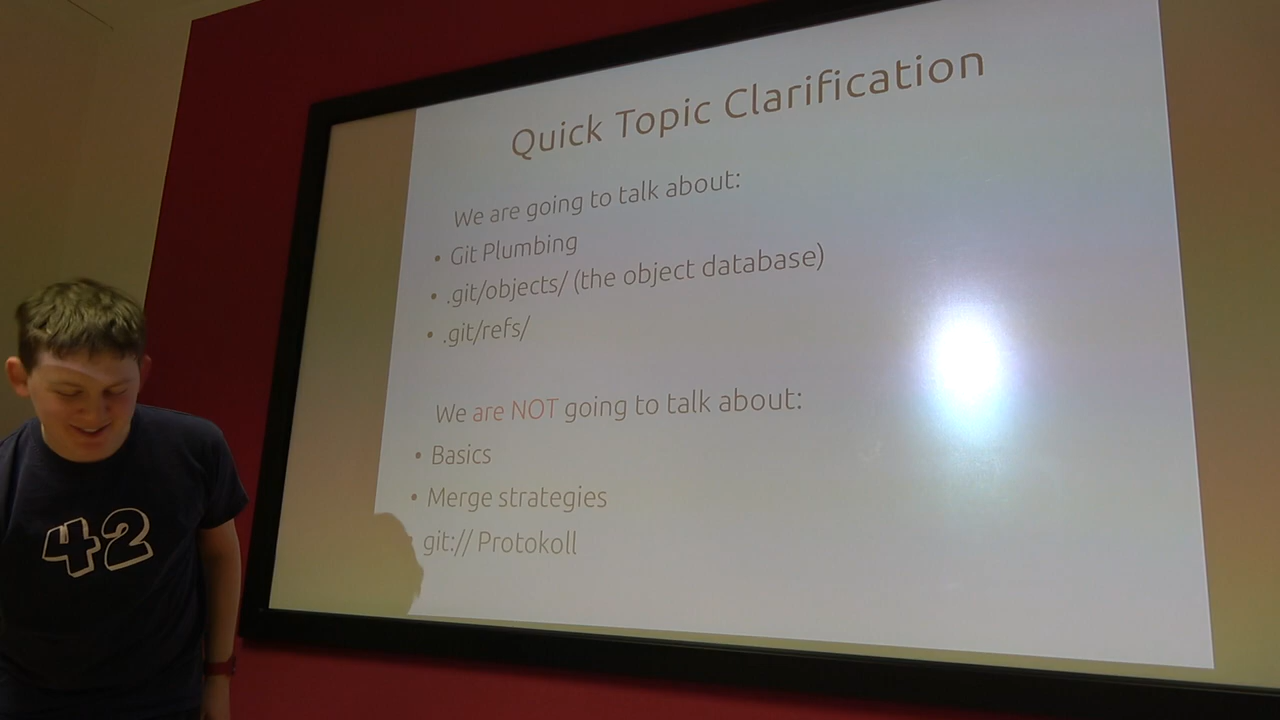 Quick Topic Clarification
We are going to talk about:
• Git Plumbing
• .git/objects/ (the object database)
• .git/refs/
We are NOT going to talk about:
• Basics
• Merge strategies
• git:// Protokoll
42